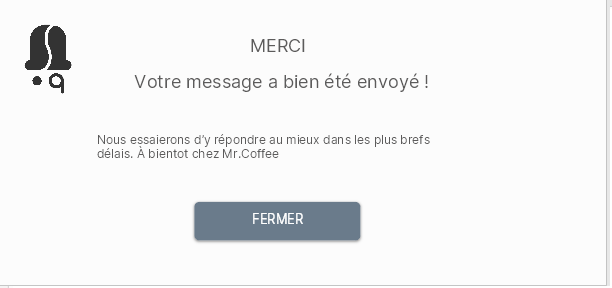 MERCI
Votre message a bien été envoyé !
Nous essaierons d'y répondre au mieux dans les plus brefs
délais. À bientot chez Mr.Coffee
FERMER